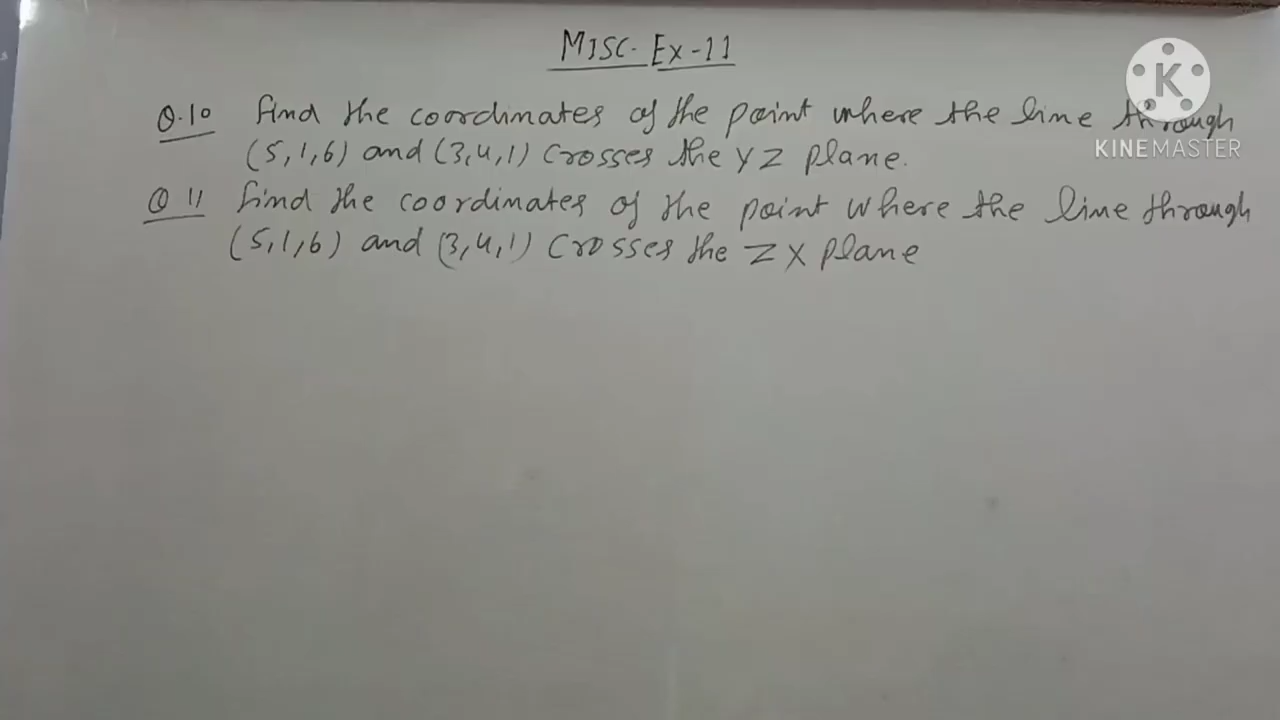 MISC. Ex-11
K
KINEMASTER
Q.10 Find the coordinates of the point where the line through
(5,1,6) and (3,4,1) crosses the YZ plane.
Q 11 find the coordinates of the point where the line through
(5,1,6) and (3,4,1) crosses the ZX plane